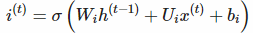 i^{(t)} = σ ( W_i h^{(t−1)} + U_i x^{(t)} + b_i )